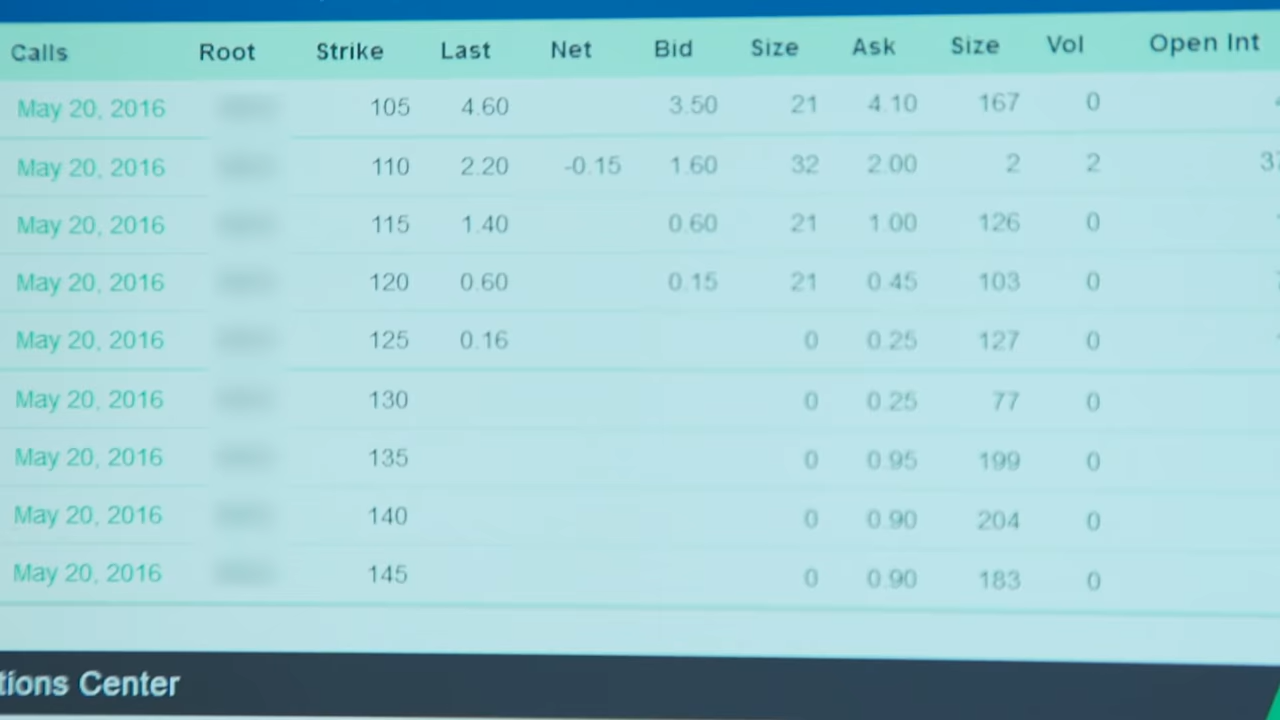 Calls Root Strike Last Net Bid Size Ask Size Vol Open Int
May 20, 2016 105 4.60 3.50 21 4.10 167 0
May 20, 2016 110 2.20 -0.15 1.60 32 2.00 2 2 37
May 20, 2016 115 1.40 0.60 21 1.00 126 0
May 20, 2016 120 0.60 0.15 21 0.45 103 0
May 20, 2016 125 0.16 0 0.25 127 0
May 20, 2016 130 0 0.25 77 0
May 20, 2016 135 0 0.95 199 0
May 20, 2016 140 0 0.90 204 0
May 20, 2016 145 0 0.90 183 0
tions Center